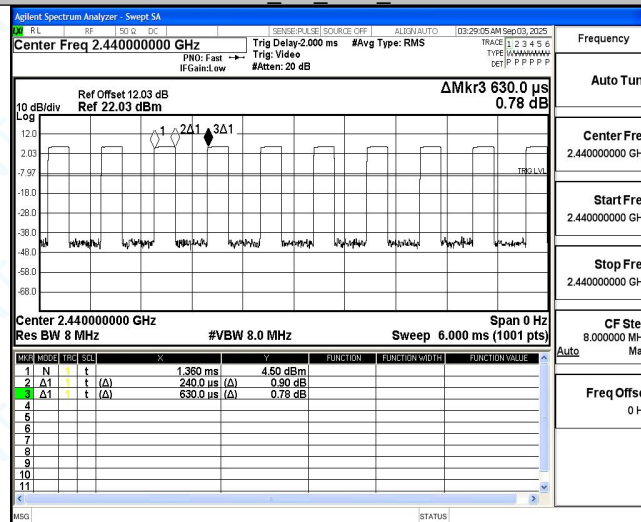 Agilent Spectrum Analyzer - Swept SA
RL RF 50 Ω DC SENSE:PULSE SOURCE OFF ALIGNAUTO 03:29:05 AM Sep 03, 2025
Center Freq 2.440000000 GHz
PNO: Fast
IFGain:Low
Trig Delay-2.000 ms #Avg Type: RMS
Trig: Video
#Atten: 20 dB
TRACE 1 2 3 4 5 6
TYPE
DET P P P P P P
Frequency
ΔMkr3 630.0 µs
0.78 dB
Ref Offset 12.03 dB
10 dB/div Ref 22.03 dBm
Log
1 2Δ1 3Δ1
12.0
2.03
-7.97
TRIG LVL
-18.0
-28.0
-38.0
-48.0
-58.0
-68.0
Center 2.440000000 GHz Span 0 Hz
Res BW 8 MHz #VBW 8.0 MHz Sweep 6.000 ms (1001 pts)
MKR MODE TRC SCL X Y FUNCTION FUNCTION WIDTH FUNCTION VALUE
1 N 1 t 1.360 ms 4.50 dBm
2 Δ1 1 t (Δ) 240.0 µs (Δ) 0.90 dB
3 Δ1 1 t (Δ) 630.0 µs (Δ) 0.78 dB
4
5
6
7
8
9
10
11
MSG STATUS
Auto Tun
Center Fre
2.440000000 GH
Start Fre
2.440000000 GH
Stop Fre
2.440000000 GH
CF Ste
8.000000 MH
Auto Ma
Freq Offse
0 H